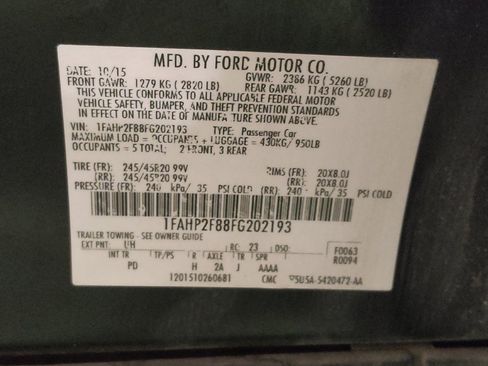 MFD. BY FORD MOTOR CO.
DATE: 10/15 GVWR: 2386 KG ( 5260 LB)
FRONT GAWR: 1279 KG ( 2820 LB) REAR GAWR: 1143 KG ( 2520 LB)
THIS VEHICLE CONFORMS TO ALL APPLICABLE FEDERAL MOTOR
VEHICLE SAFETY, BUMPER, AND THEFT PREVENTION STANDARDS
IN EFFECT ON THE DATE OF MANUFA TURE SHOWN ABOVE.
VIN: 1FAHP2F88FG202193 TYPE: Passenger Car
MAXIMUM LOAD = OCCUPANTS + LUGGAGE = 430KG/ 950LB
OCCUPANTS = 5 TOTAL; 2 FRONT, 3 REAR
TIRE (FR): 245/45R20 99V RIMS (FR): 20X8.0J
(RR): 245/45R20 99V (RR): 20X8.0J
PRESSURE (FR): 240 kPa/ 35 PSI COLD (RR): 240 kPa/ 35 PSI COLD
1FAHP2F88FG202193
TRAILER TOWING - SEE OWNER GUIDE
EXT PNT: UH RC: 23 DSO: F0063
INT TR TP/PS R AXLE TR SPR R0094
PD H 2A J AAAA
1201510260681 CMC 5U5A-5420472-AA